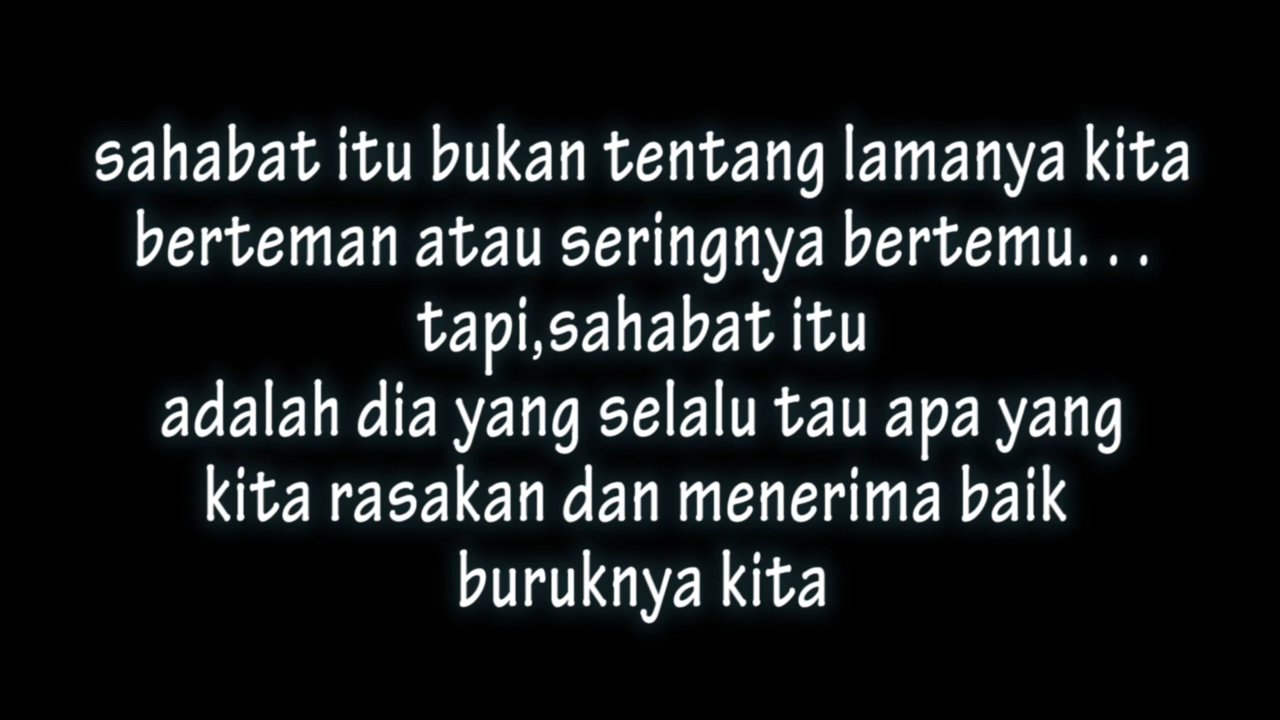 sahabat itu bukan tentang lamanya kita
berteman atau seringnya bertemu. . .
tapi,sahabat itu
adalah dia yang selalu tau apa yang
kita rasakan dan menerima baik
buruknya kita